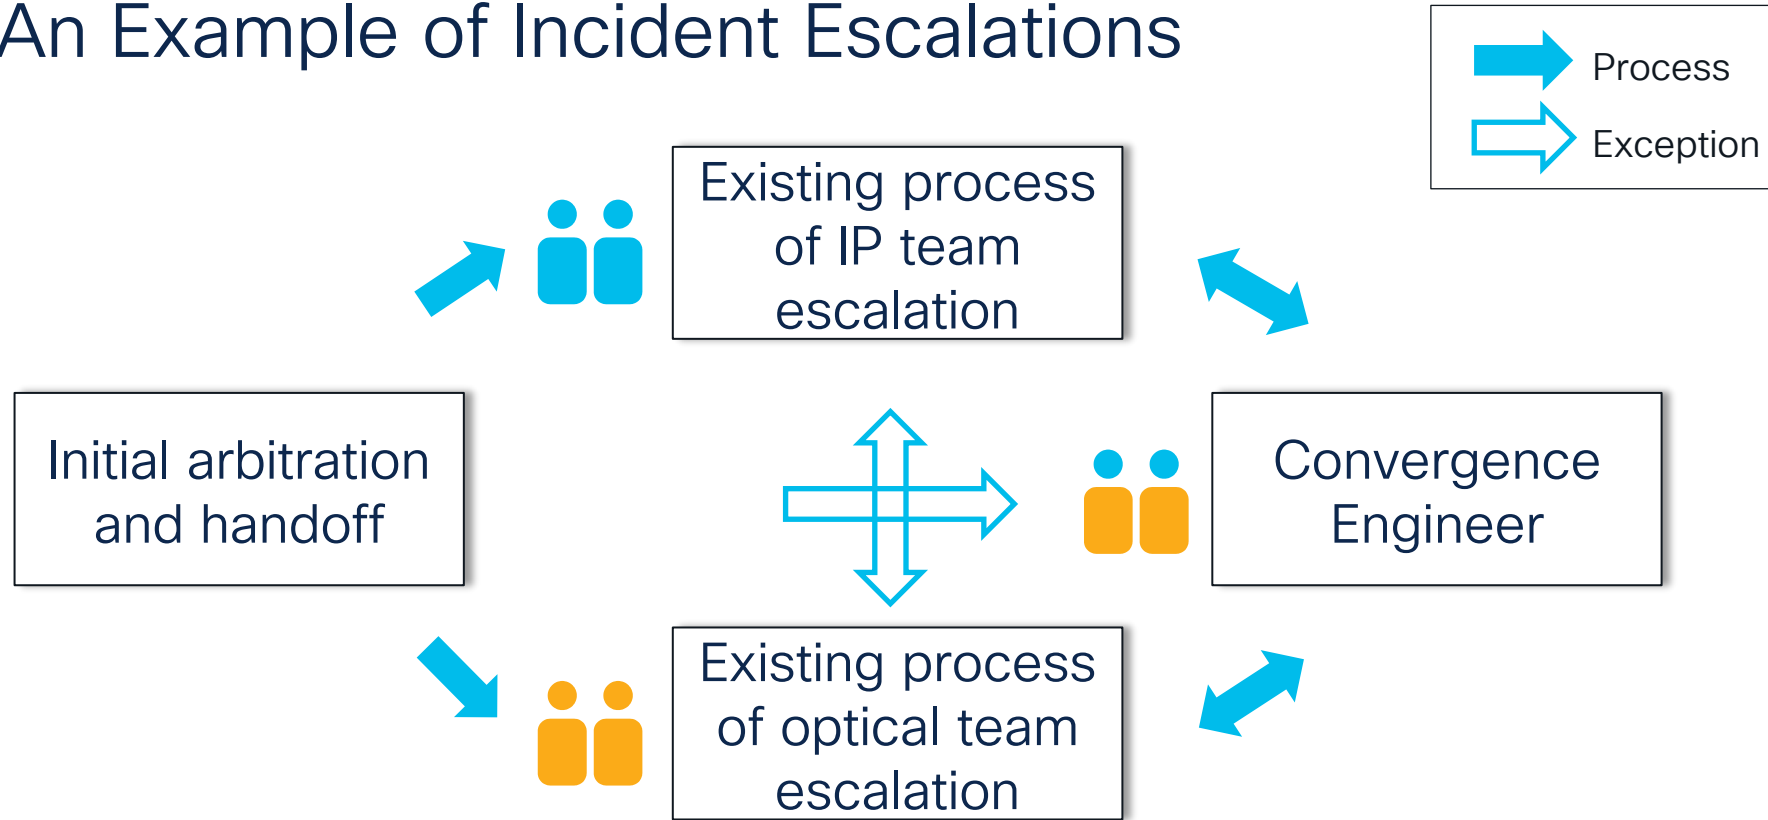 An Example of Incident Escalations
Process
Exception
Existing process
of IP team
escalation
Initial arbitration
and handoff
Convergence
Engineer
Existing process
of optical team
escalation